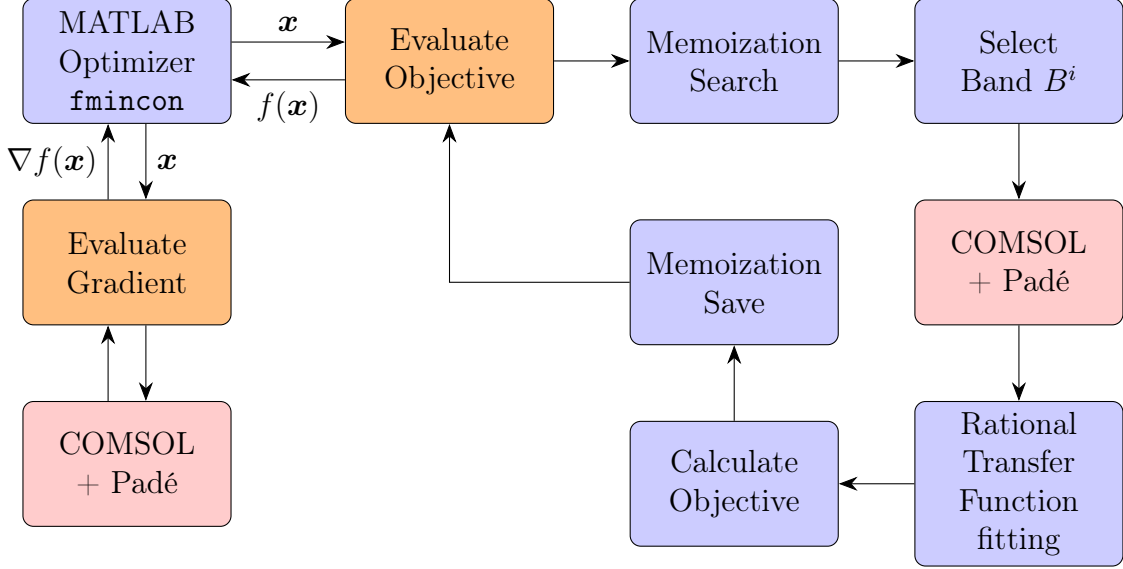 MATLAB
Optimizer
fmincon
x
f(x)
Evaluate
Objective
Memoization
Search
Select
Band Bⁱ
∇f(x)
x
Evaluate
Gradient
Memoization
Save
COMSOL
+ Padé
COMSOL
+ Padé
Calculate
Objective
Rational
Transfer
Function
fitting